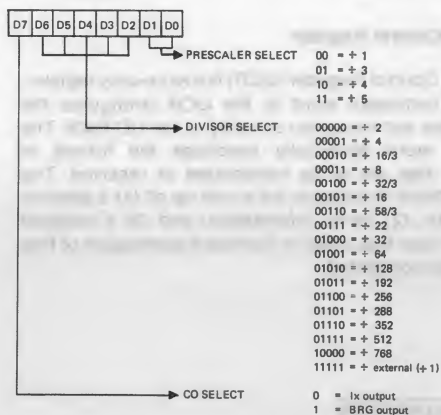 D7 D6 D5 D4 D3 D2 D1 D0
PRESCALER SELECT
00 = ÷ 1
01 = ÷ 3
10 = ÷ 4
11 = ÷ 5
DIVISOR SELECT
00000 = ÷ 2
00001 = ÷ 4
00010 = ÷ 16/3
00011 = ÷ 8
00100 = ÷ 32/3
00101 = ÷ 16
00110 = ÷ 58/3
00111 = ÷ 22
01000 = ÷ 32
01001 = ÷ 64
01010 = ÷ 128
01011 = ÷ 192
01100 = ÷ 256
01101 = ÷ 288
01110 = ÷ 352
01111 = ÷ 512
10000 = ÷ 768
11111 = ÷ external (÷ 1)
CO SELECT
0 = Ix output
1 = BRG output